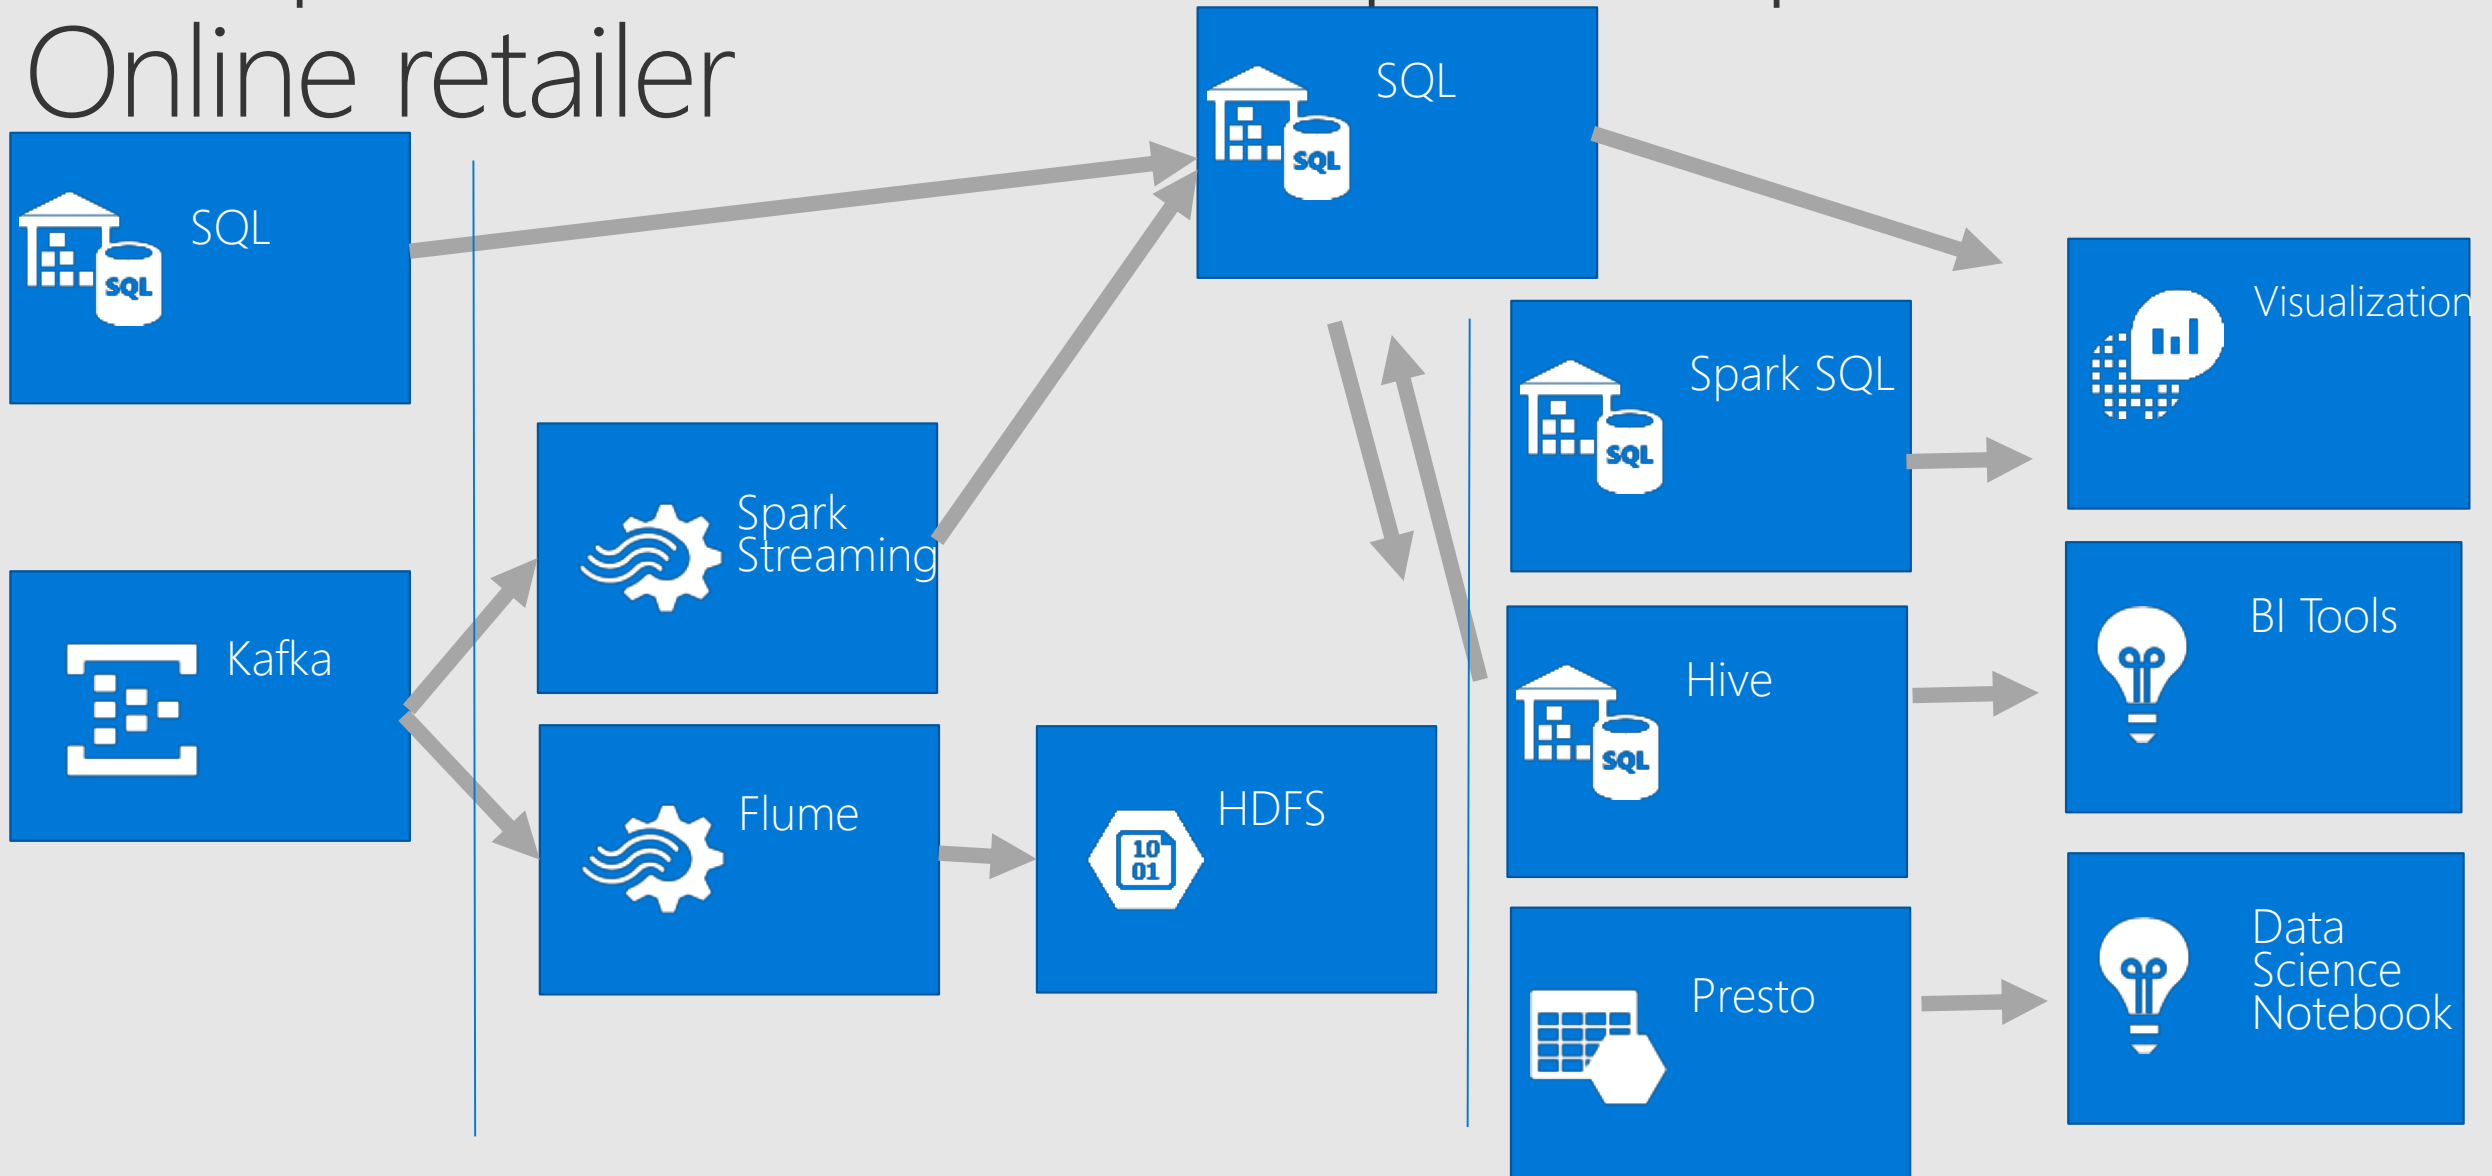 Online retailer
SQL
SQL
SQL
SQL
Spark SQL
SQL
Visualization
Spark
Streaming
Kafka
Flume
HDFS
10
01
Hive
SQL
BI Tools
Presto
Data
Science
Notebook